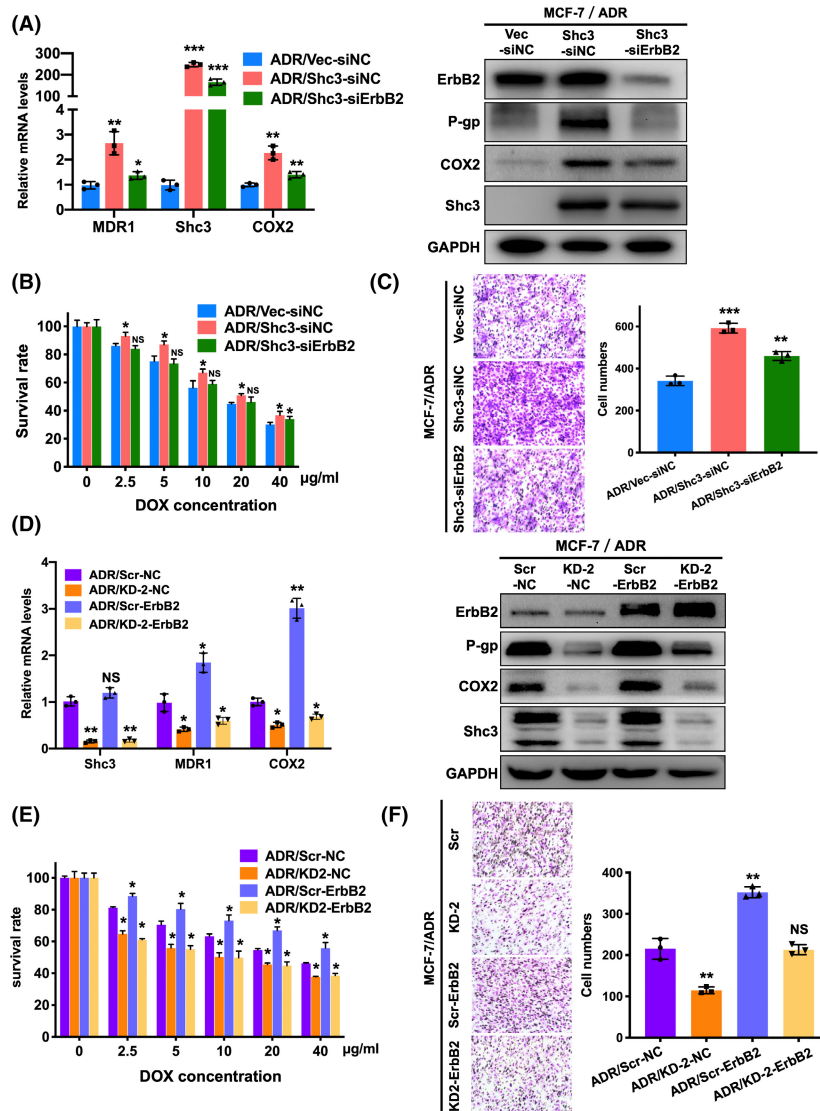 (A)
Relative mRNA levels
300
200
100
4
3
2
1
0
ADR/Vec-siNC
ADR/Shc3-siNC
ADR/Shc3-siErbB2
**
*
***
***
**
**
MDR1 Shc3 COX2
MCF-7 / ADR
Vec
-siNC
Shc3
-siNC
Shc3
-siErbB2
ErbB2
P-gp
COX2
Shc3
GAPDH
(B)
Survival rate
100
80
60
40
20
0
ADR/Vec-siNC
ADR/Shc3-siNC
ADR/Shc3-siErbB2
* NS
* NS
* NS
* NS
* *
0 2.5 5 10 20 40 µg/ml
DOX concentration
(C)
MCF-7/ADR
Vec-siNC
Shc3-siNC
Shc3-siErbB2
Cell numbers
600
400
200
0
***
**
ADR/Vec-siNC
ADR/Shc3-siNC
ADR/Shc3-siErbB2
(D)
Relative mRNA levels
4
3
2
1
0
ADR/Scr-NC
ADR/KD-2-NC
ADR/Scr-ErbB2
ADR/KD-2-ErbB2
** NS **
* * *
* ** *
Shc3 MDR1 COX2
MCF-7 / ADR
Scr
-NC
KD-2
-NC
Scr
-ErbB2
KD-2
-ErbB2
ErbB2
P-gp
COX2
Shc3
GAPDH
(E)
survival rate
100
80
60
40
20
0
ADR/Scr-NC
ADR/KD2-NC
ADR/Scr-ErbB2
ADR/KD2-ErbB2
* * *
* * *
* * *
* * *
* * *
0 2.5 5 10 20 40 µg/ml
DOX concentration
(F)
MCF-7/ADR
Scr
KD-2
Scr-ErbB2
KD2-ErbB2
Cell numbers
400
300
200
100
0
**
**
NS
ADR/Scr-NC
ADR/KD-2-NC
ADR/Scr-ErbB2
ADR/KD-2-ErbB2